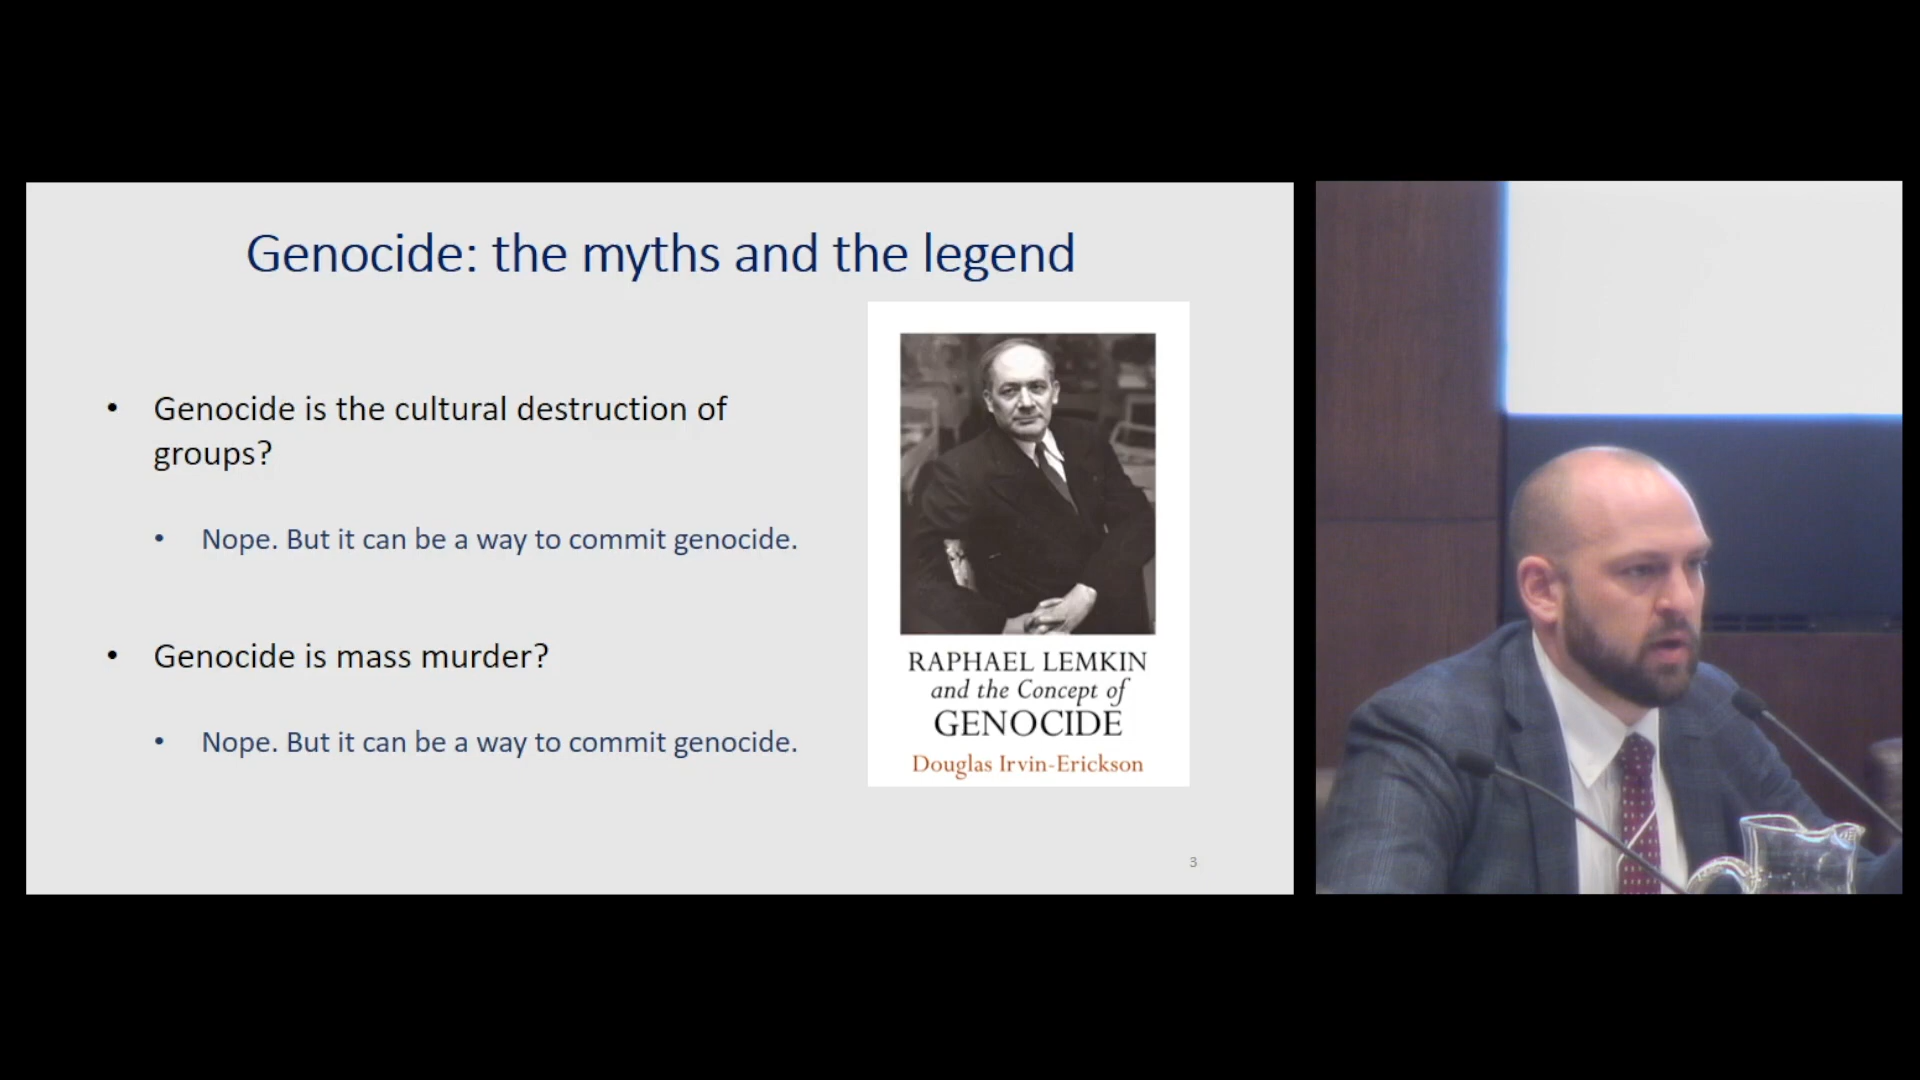 Genocide: the myths and the legend
• Genocide is the cultural destruction of
groups?
• Nope. But it can be a way to commit genocide.
• Genocide is mass murder?
• Nope. But it can be a way to commit genocide.
RAPHAEL LEMKIN
and the Concept of
GENOCIDE
Douglas Irvin-Erickson
3